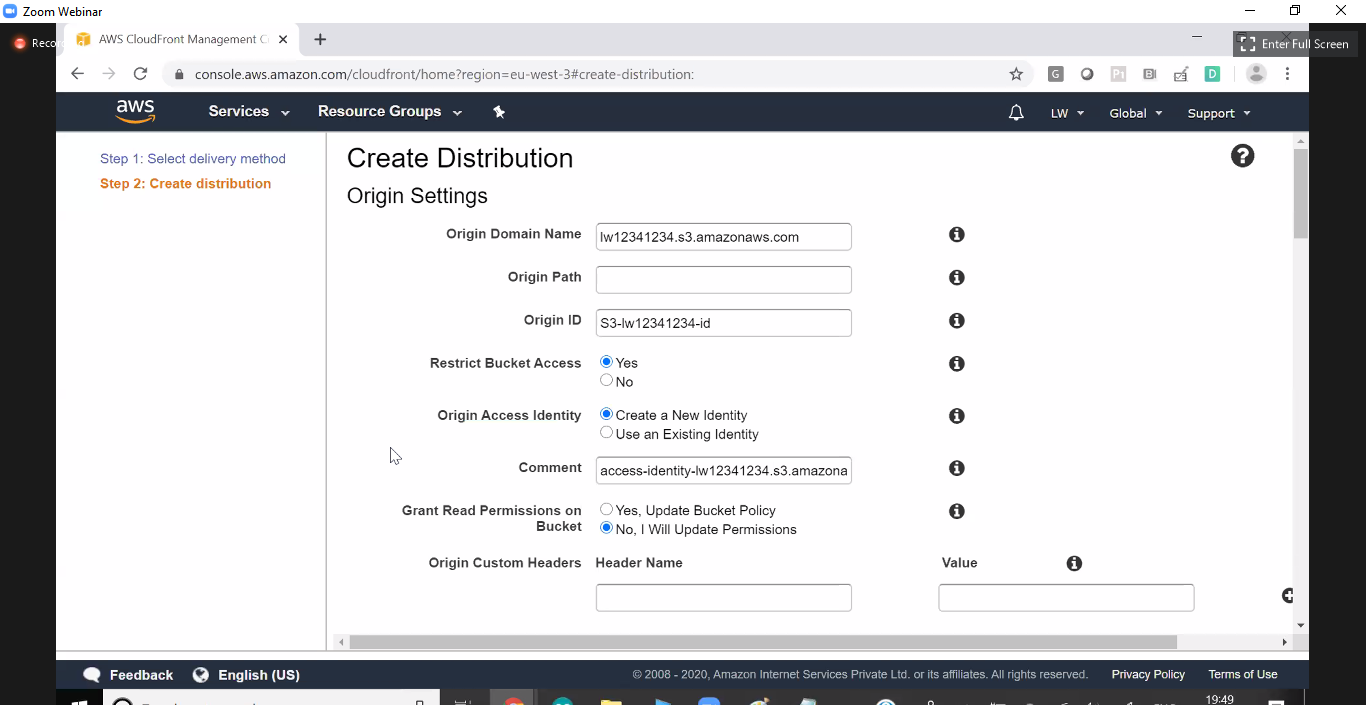 Zoom Webinar
Recor
AWS CloudFront Management C
Enter Full Screen
console.aws.amazon.com/cloudfront/home?region=eu-west-3#create-distribution:
aws
Services
Resource Groups
LW
Global
Support
Step 1: Select delivery method
Step 2: Create distribution
Create Distribution
Origin Settings
Origin Domain Name
lw12341234.s3.amazonaws.com
Origin Path
Origin ID
S3-lw12341234-id
Restrict Bucket Access
Yes
No
Origin Access Identity
Create a New Identity
Use an Existing Identity
Comment
access-identity-lw12341234.s3.amazona
Grant Read Permissions on
Bucket
Yes, Update Bucket Policy
No, I Will Update Permissions
Origin Custom Headers
Header Name
Value
Feedback
English (US)
© 2008 - 2020, Amazon Internet Services Private Ltd. or its affiliates. All rights reserved.
Privacy Policy
Terms of Use
19:49